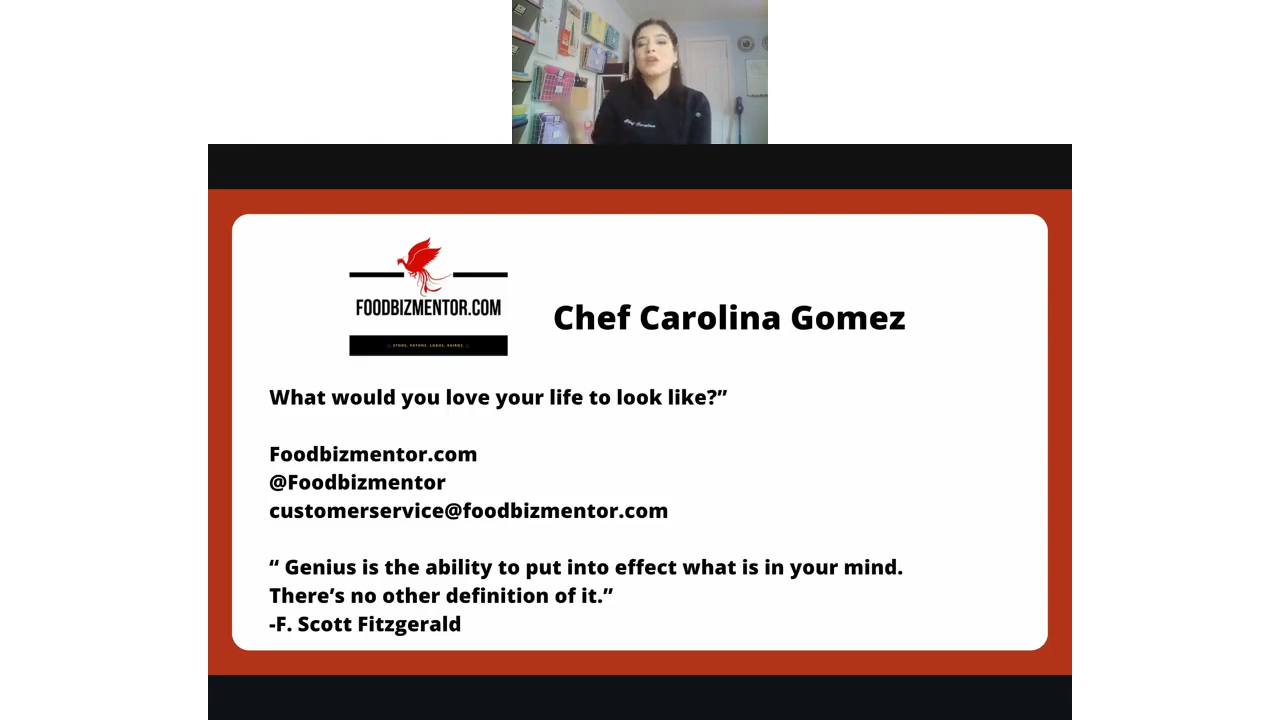 Chef Carolina
FOODBIZMENTOR.COM
Chef Carolina Gomez
What would you love your life to look like?”
Foodbizmentor.com
@Foodbizmentor
customerservice@foodbizmentor.com
“ Genius is the ability to put into effect what is in your mind.
There’s no other definition of it.”
-F. Scott Fitzgerald